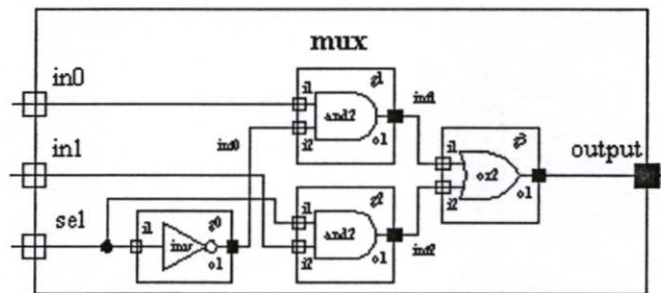 mux
in0
i1
g1
and2
i2
o1
int0
int1
in1
i1
g3
or2
i2
o1
output
sel
i1
g0
inv
o1
i1
g2
and2
i2
o1
int2